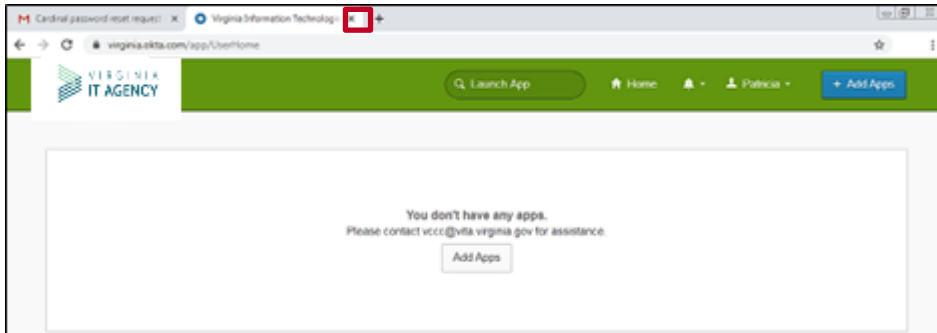 Cardinal password reset request
Virginia Information Technolog
virginia.okta.com/app/UserHome
VIRGINIA
IT AGENCY
Launch App
Home
Patricia
+ Add Apps
You don't have any apps.
Please contact vccc@vita.virginia.gov for assistance.
Add Apps